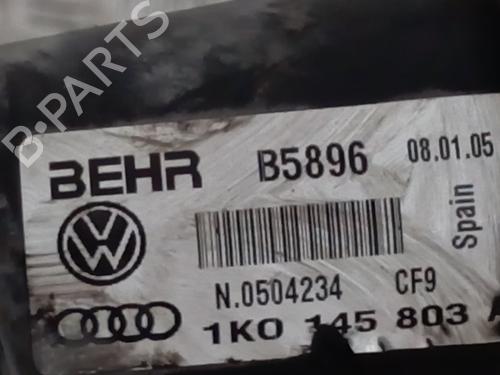 B-PARTS
BEHR B5896 08.01.05
Spain
N.0504234 CF9
1K0 145 803 A